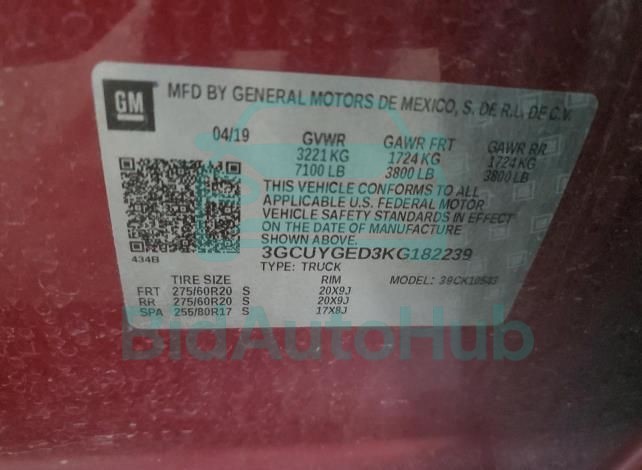 GM
MFD BY GENERAL MOTORS DE MEXICO, S. DE R.L. DE C.V.
04/19 GVWR GAWR FRT GAWR RR
3221 KG 1724 KG 1724 KG
7100 LB 3800 LB 3800 LB
THIS VEHICLE CONFORMS TO ALL
APPLICABLE U.S. FEDERAL MOTOR
VEHICLE SAFETY STANDARDS IN EFFECT
ON THE DATE OF MANUFACTURE
SHOWN ABOVE.
434B
3GCUYGED3KG182239
TYPE: TRUCK MODEL:
TIRE SIZE RIM
FRT 275/60R20 S 20X9J
RR 275/60R20 S 20X9J
SPA 255/80R17 S 17X8J
BidAutoHub